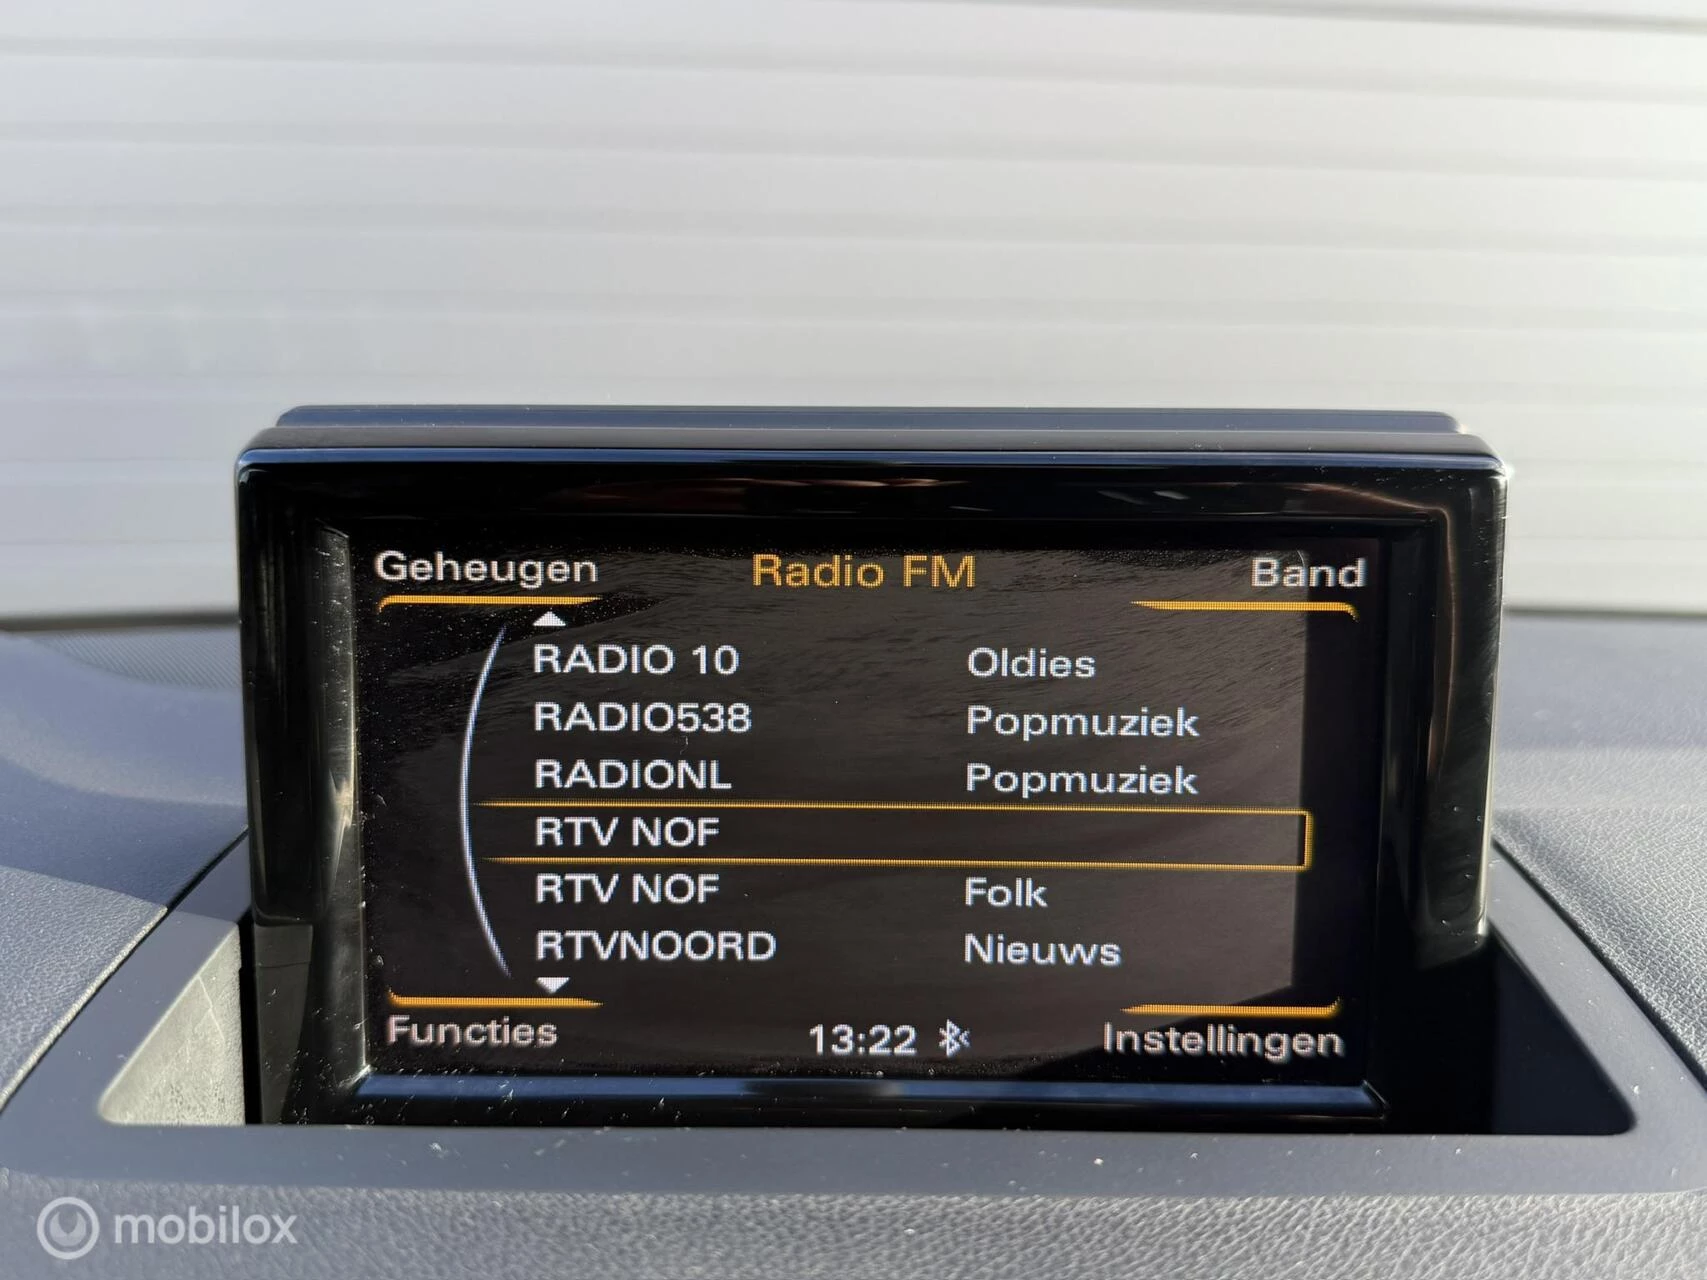 Geheugen Radio FM Band
RADIO 10 Oldies
RADIO538 Popmuziek
RADIONL Popmuziek
RTV NOF
RTV NOF Folk
RTVNOORD Nieuws
Functies 13:22 Instellingen
mobilox